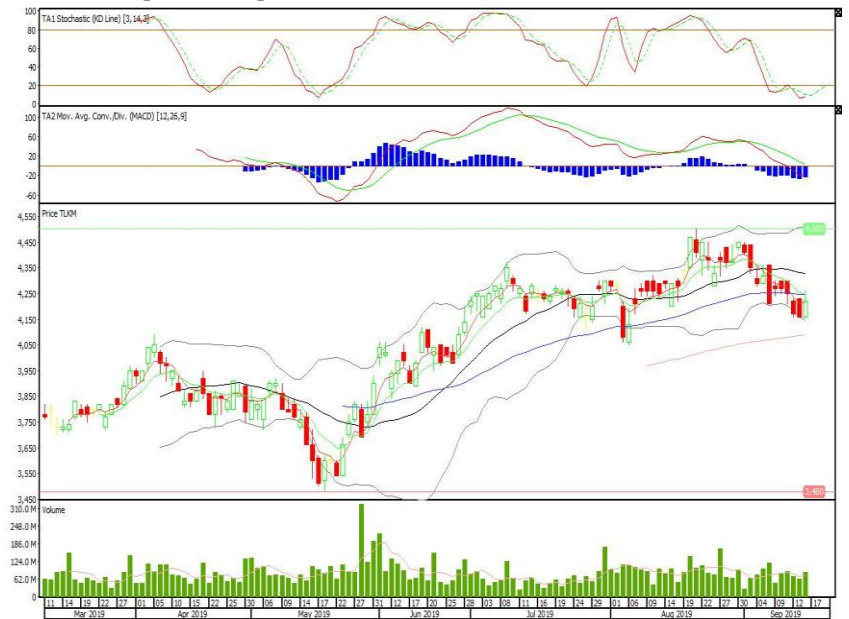 100
TA1 Stochastic (KD Line) [3,14,3]
80
60
40
20
0
TA2 Mov. Avg. Conv./Div. (MACD) [12,26,9]
100
60
20
-20
-60
Price TLKM
4,550
4,500
4,450
4,350
4,250
4,150
4,050
3,950
3,850
3,750
3,650
3,550
3,480
3,450
Volume
310.0 M
248.0 M
186.0 M
124.0 M
62.0 M
0.0
11 14 19 22 27 01 05 10 15 18 25 30 03 06 09 14 17 22 27 31 12 17 20 25 28 03 08 11 16 19 24 29 01 06 09 14 19 22 27 30 04 09 12 17
Mar 2019 Apr 2019 May 2019 Jun 2019 Jul 2019 Aug 2019 Sep 2019